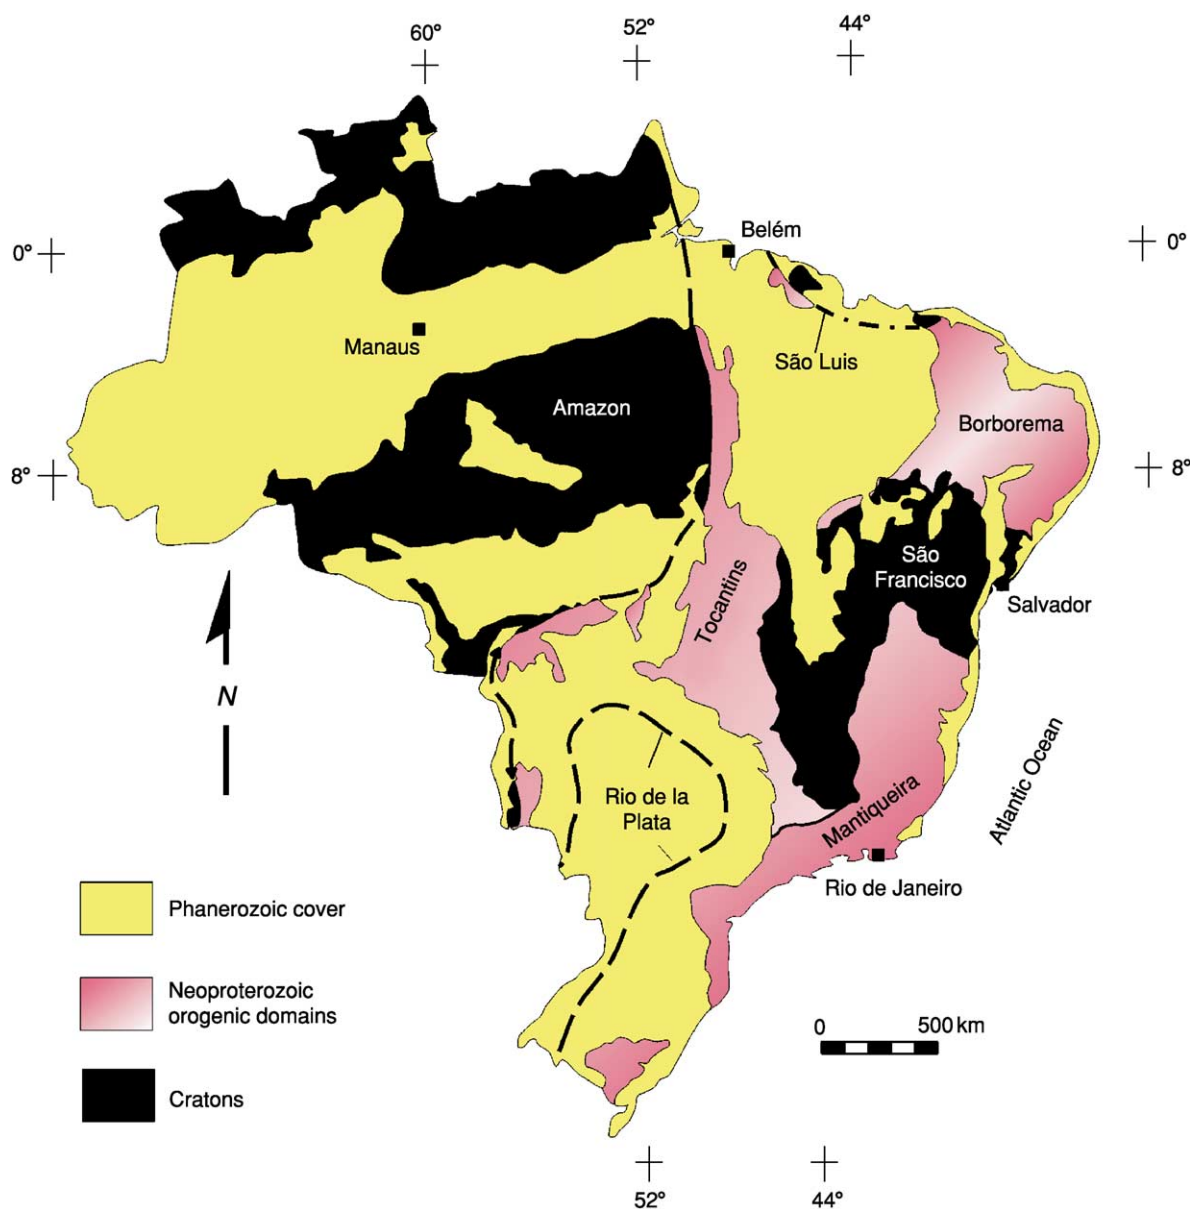 60°
52°
44°
0°
Belém
0°
Manaus
São Luis
Amazon
Borborema
8°
8°
São
Francisco
Tocantins
Salvador
N
Rio de la
Plata
Mantiqueira
Atlantic Ocean
Rio de Janeiro
Phanerozoic cover
Neoproterozoic
orogenic domains
0
500 km
Cratons
52°
44°